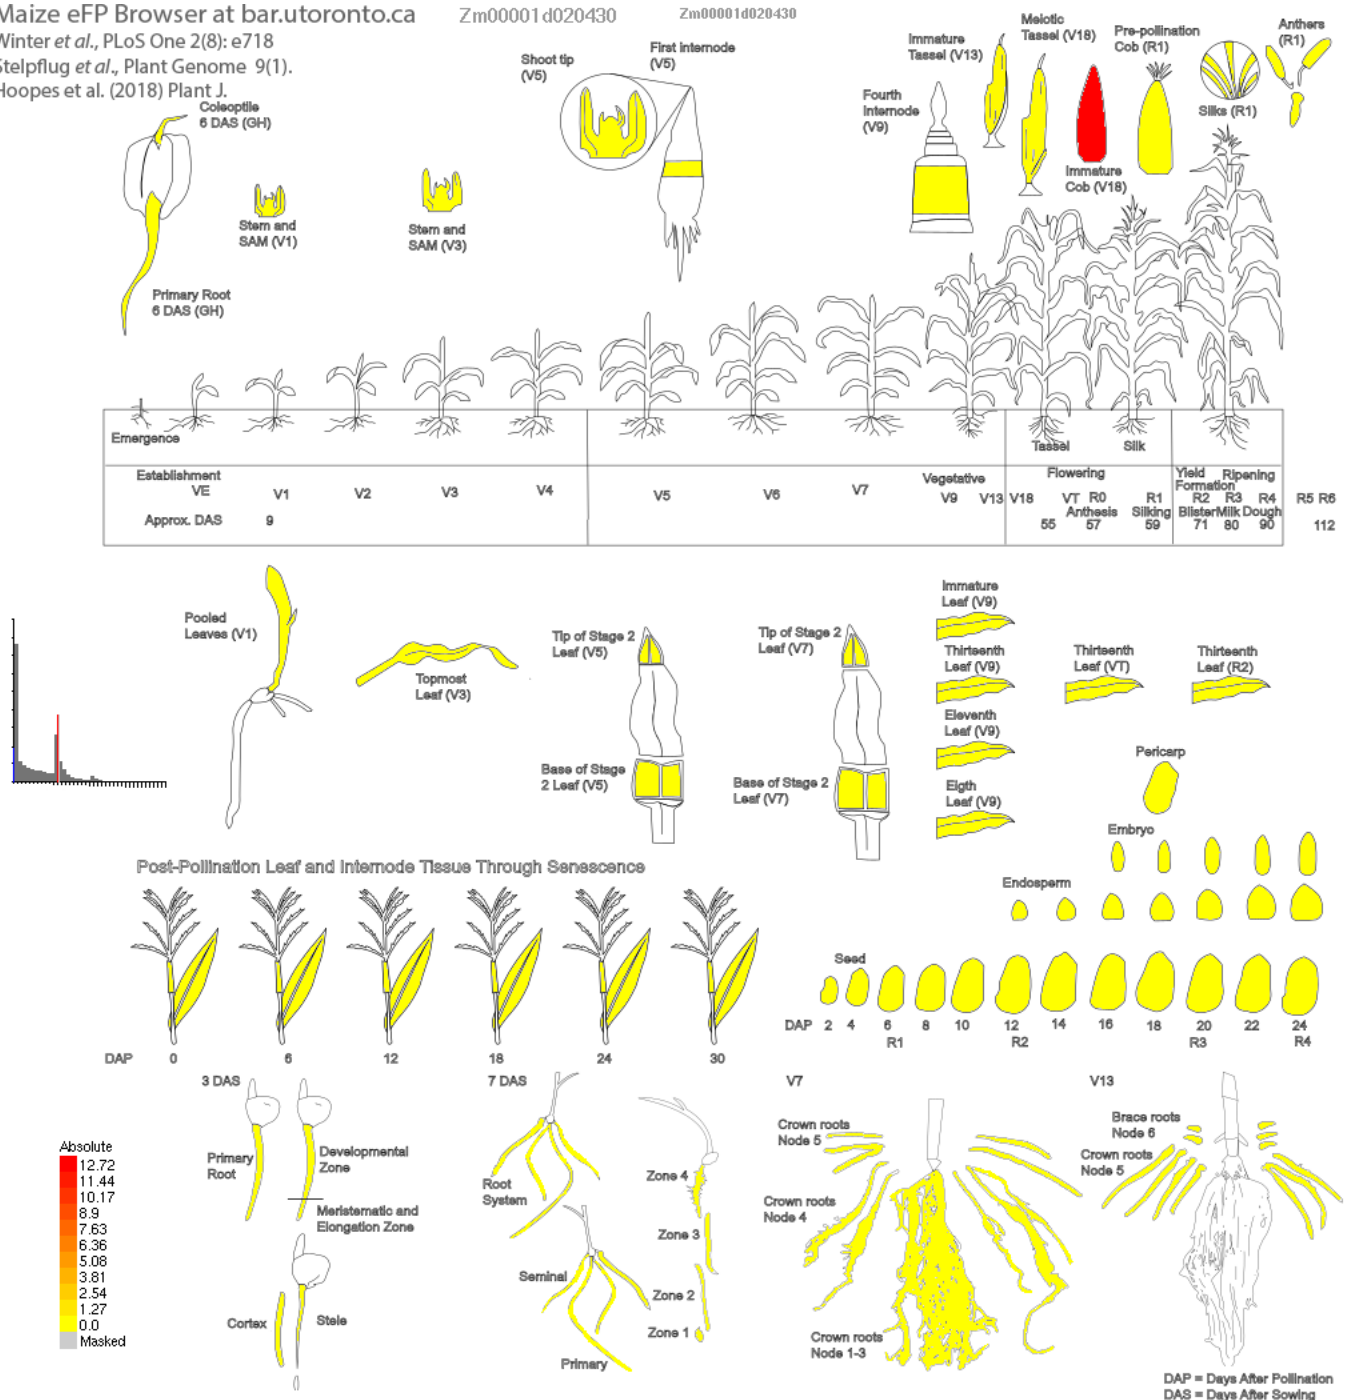 Maize eFP Browser at bar.utoronto.ca
Zm00001d020430
Zm00001d020430
Winter et al., PLoS One 2(8): e718
Stelpflug et al., Plant Genome 9(1).
Hoopes et al. (2018) Plant J.
Coleoptile
6 DAS (GH)
Primary Root
6 DAS (GH)
Stem and
SAM (V1)
Stem and
SAM (V3)
Shoot tip
(V5)
First internode
(V5)
Fourth
Internode
(V9)
Immature
Tassel (V13)
Meiotic
Tassel (V18)
Immature
Cob (V18)
Pre-pollination
Cob (R1)
Silks (R1)
Anthers
(R1)
Emergence
Tassel
Silk
Establishment
VE
V1
V2
V3
V4
V5
V6
V7
Vegetative
V9
V13
V18
Flowering
VT
R0
Anthesis
R1
Silking
Yield
Formation
Ripening
R2
Blister
R3
Milk
R4
Dough
R5
R6
Approx. DAS
9
55
57
59
71
80
90
112
Pooled
Leaves (V1)
Topmost
Leaf (V3)
Tip of Stage 2
Leaf (V5)
Base of Stage
2 Leaf (V5)
Tip of Stage 2
Leaf (V7)
Base of Stage 2
Leaf (V7)
Immature
Leaf (V9)
Thirteenth
Leaf (V9)
Eleventh
Leaf (V9)
Eigth
Leaf (V9)
Thirteenth
Leaf (VT)
Thirteenth
Leaf (R2)
Pericarp
Embryo
Endosperm
Seed
DAP
2
4
6
8
10
12
14
16
18
20
22
24
R1
R2
R3
R4
Post-Pollination Leaf and Internode Tissue Through Senescence
DAP
0
6
12
18
24
30
3 DAS
Primary
Root
Developmental
Zone
Meristematic and
Elongation Zone
Cortex
Stele
7 DAS
Root
System
Seminal
Primary
Zone 4
Zone 3
Zone 2
Zone 1
V7
Crown roots
Node 5
Crown roots
Node 4
Crown roots
Node 1-3
V13
Brace roots
Node 6
Crown roots
Node 5
Absolute
12.72
11.44
10.17
8.9
7.63
6.36
5.08
3.81
2.54
1.27
0.0
Masked
DAP = Days After Pollination
DAS = Days After Sowing